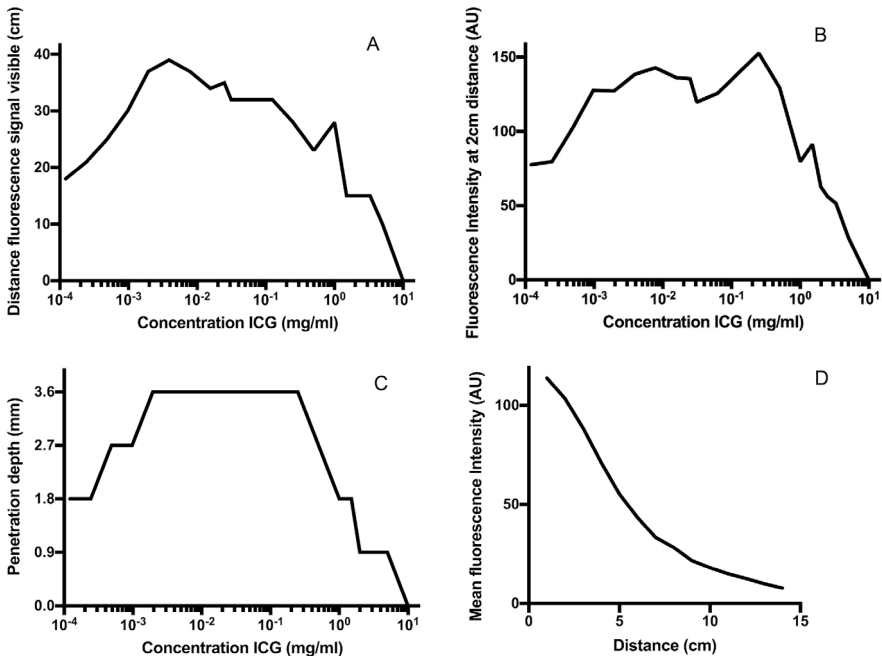 A
Distance fluorescence signal visible (cm)
40
30
20
10
0
10⁻⁴ 10⁻³ 10⁻² 10⁻¹ 10⁰ 10¹
Concentration ICG (mg/ml)
B
Fluorescence Intensity at 2cm distance (AU)
150
100
50
0
10⁻⁴ 10⁻³ 10⁻² 10⁻¹ 10⁰ 10¹
Concentration ICG (mg/ml)
C
Penetration depth (mm)
3.6
2.7
1.8
0.9
0.0
10⁻⁴ 10⁻³ 10⁻² 10⁻¹ 10⁰ 10¹
Concentration ICG (mg/ml)
D
Mean fluorescence Intensity (AU)
100
50
0
0 5 10 15
Distance (cm)